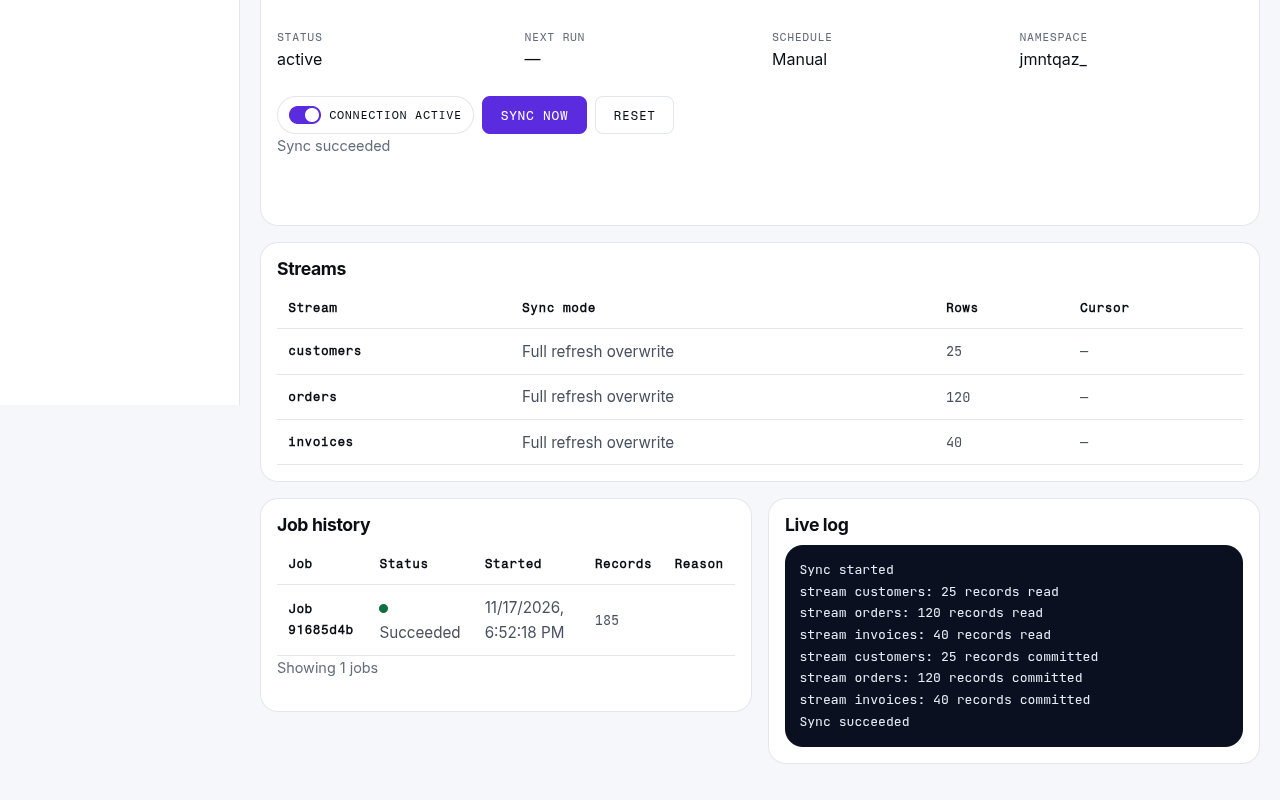 STATUS NEXT RUN SCHEDULE NAMESPACE
active — Manual jmntqaz_
CONNECTION ACTIVE SYNC NOW RESET
Sync succeeded
Streams
Stream Sync mode Rows Cursor
customers Full refresh overwrite 25 —
orders Full refresh overwrite 120 —
invoices Full refresh overwrite 40 —
Job history
Job Status Started Records Reason
Job 91685d4b Succeeded 11/17/2026, 6:52:18 PM 185
Showing 1 jobs
Live log
Sync started
stream customers: 25 records read
stream orders: 120 records read
stream invoices: 40 records read
stream customers: 25 records committed
stream orders: 120 records committed
stream invoices: 40 records committed
Sync succeeded